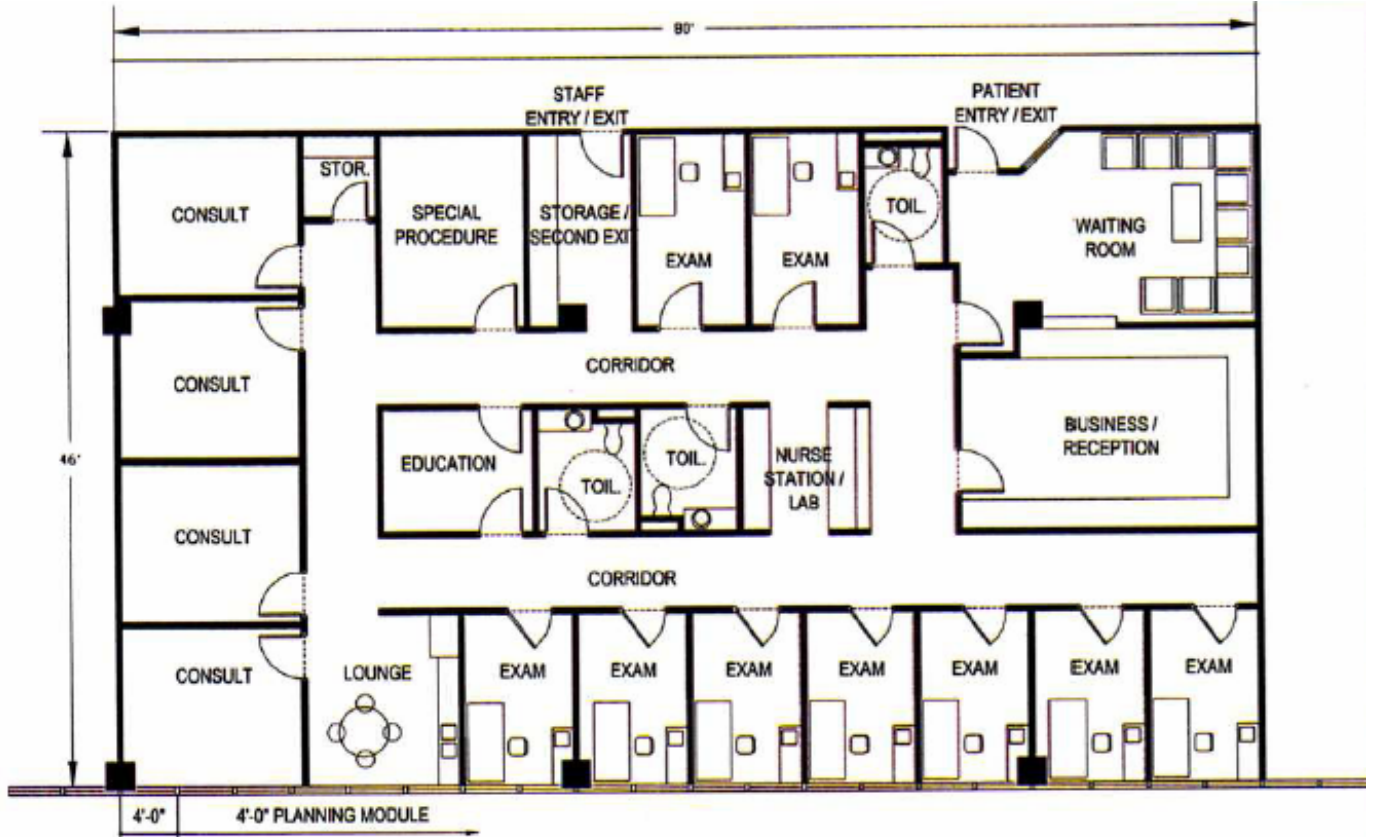 80'
STAFF
ENTRY / EXIT
PATIENT
ENTRY / EXIT
STOR.
CONSULT
SPECIAL
PROCEDURE
STORAGE /
SECOND EXIT
EXAM
EXAM
TOIL.
WAITING
ROOM
CORRIDOR
CONSULT
46'
EDUCATION
TOIL.
TOIL.
NURSE
STATION /
LAB
BUSINESS /
RECEPTION
CONSULT
CORRIDOR
CONSULT
LOUNGE
EXAM
EXAM
EXAM
EXAM
EXAM
EXAM
EXAM
4'-0"
4'-0" PLANNING MODULE